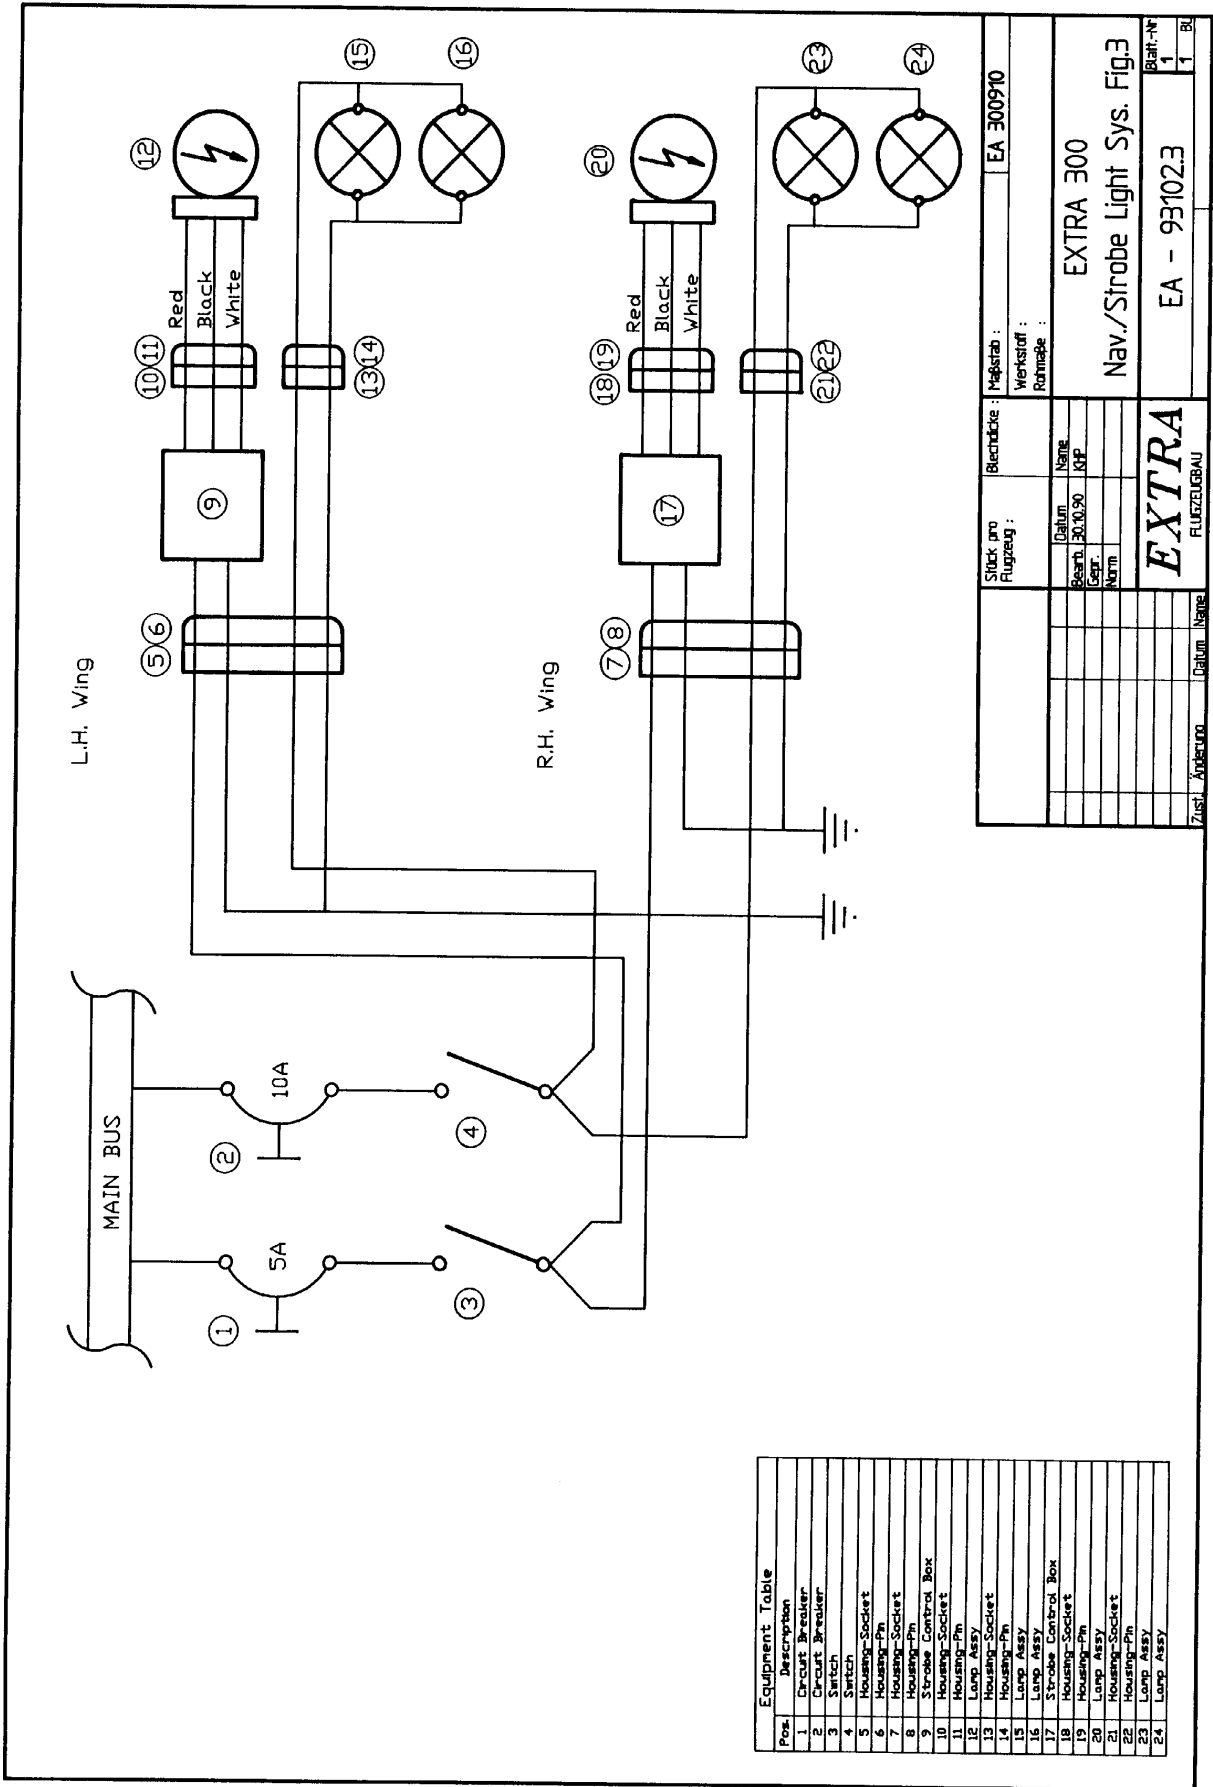 MAIN BUS
1
5A
2
10A
3
4
L.H. Wing
5 6
9
10 11
Red
Black
White
12
13 14
15
16
R.H. Wing
7 8
17
18 19
Red
Black
White
20
21 22
23
24
Equipment Table
Pos. Description
1 Circuit Breaker
2 Circuit Breaker
3 Switch
4 Switch
5 Housing-Socket
6 Housing-Pin
7 Housing-Socket
8 Housing-Pin
9 Strobe Control Box
10 Housing-Socket
11 Housing-Pin
12 Lamp Assy
13 Housing-Socket
14 Housing-Pin
15 Lamp Assy
16 Lamp Assy
17 Strobe Control Box
18 Housing-Socket
19 Housing-Pin
20 Lamp Assy
21 Housing-Socket
22 Housing-Pin
23 Lamp Assy
24 Lamp Assy
Stück pro Flugzeug :
Blechdicke :
Maßstab :
EA 300910
Werkstoff :
Rohmaße :
Datum Name
Bearb. 30.10.90 KHP
Gepr.
Norm
EXTRA 300
Nav./Strobe Light Sys. Fig.3
EXTRA
FLUGZEUGBAU
EA - 93102.3
Blatt.-Nr
1
1 Bl
Zust. Änderung Datum Name